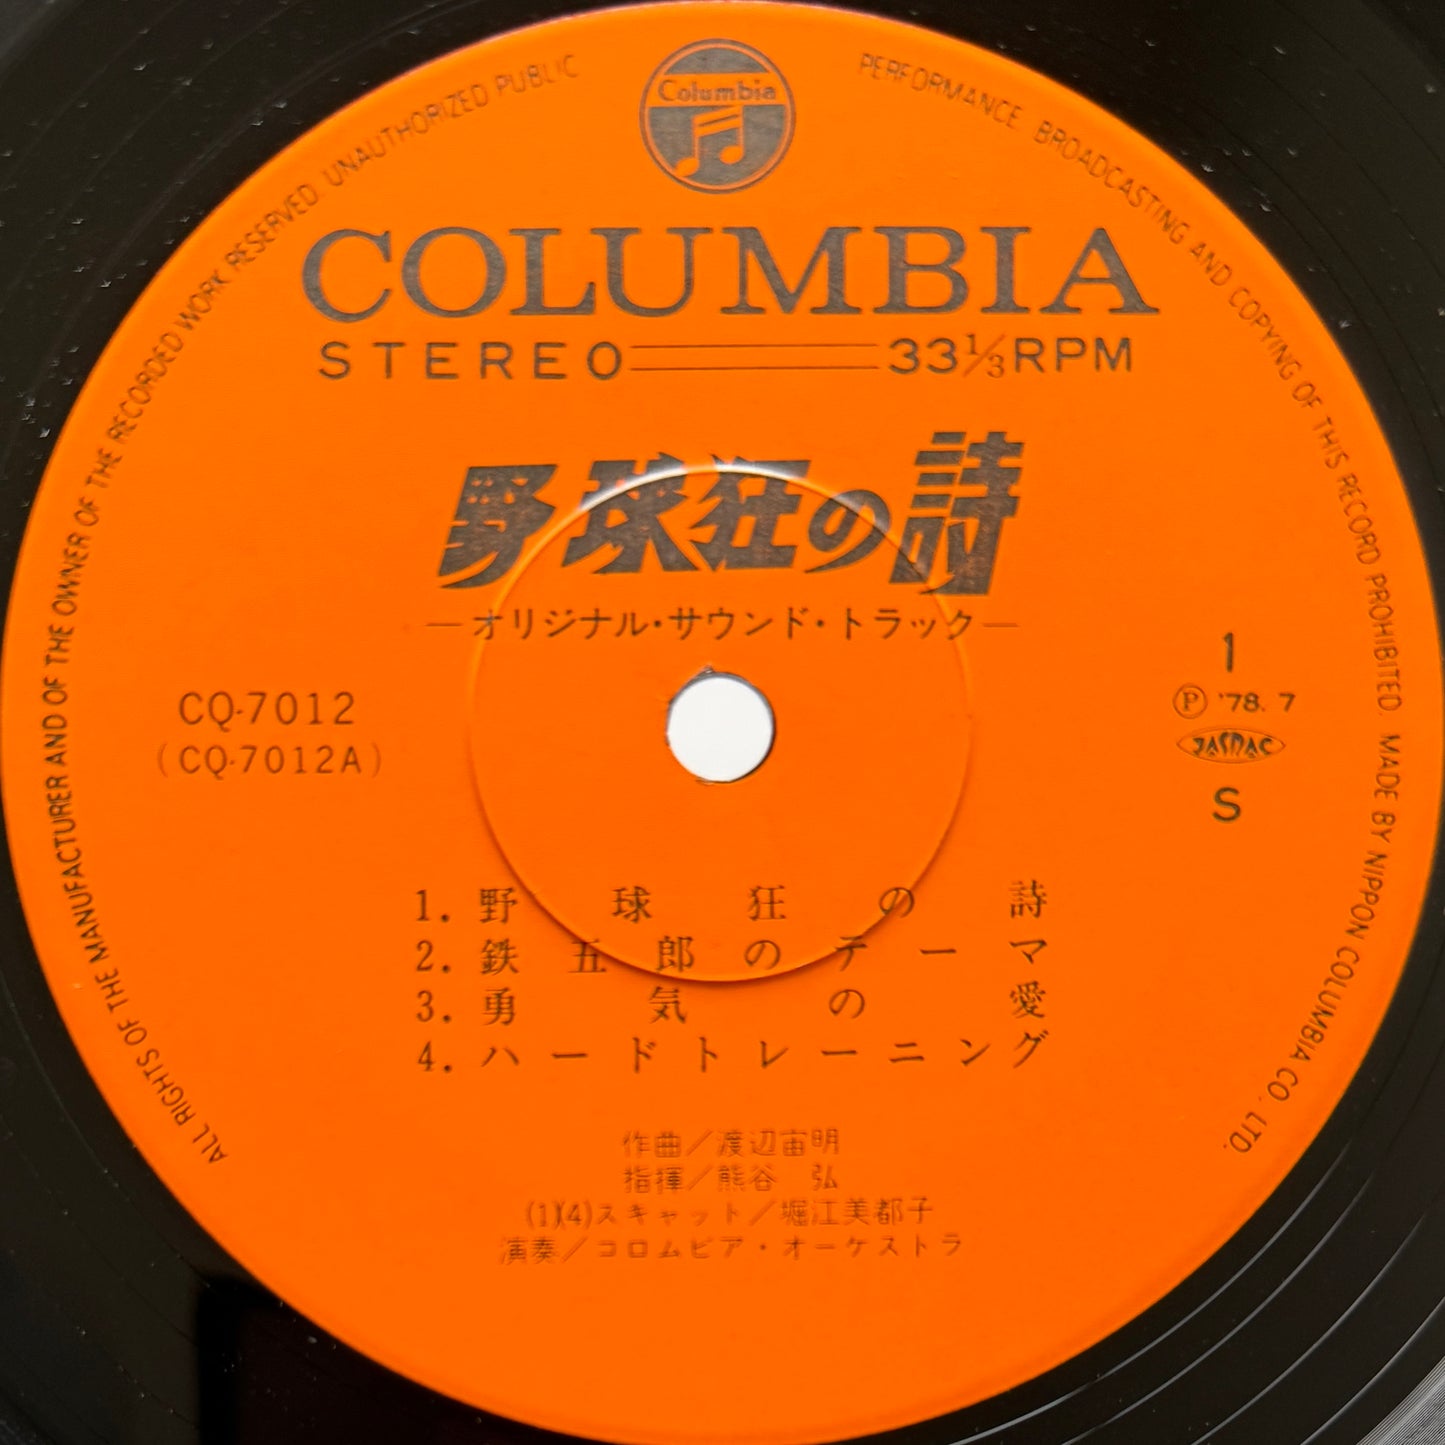 Columbia
COLUMBIA
STEREO 33⅓RPM
野球狂の詩
—オリジナル・サウンド・トラック—
CQ-7012
(CQ-7012A)
1
Ⓟ '78. 7
JASRAC
S
1. 野球狂の詩
2. 鉄五郎のテーマ
3. 勇気の愛
4. ハードトレーニング
作曲/渡辺宙明
指揮/熊谷 弘
(1)(4)スキャット/堀江美都子
演奏/コロムビア・オーケストラ
ALL RIGHTS OF THE MANUFACTURER AND OF THE OWNER OF THE RECORDED WORK RESERVED UNAUTHORIZED PUBLIC PERFORMANCE. BROADCASTING AND COPYING OF THIS RECORD PROHIBITED. MADE BY NIPPON COLUMBIA CO., LTD.